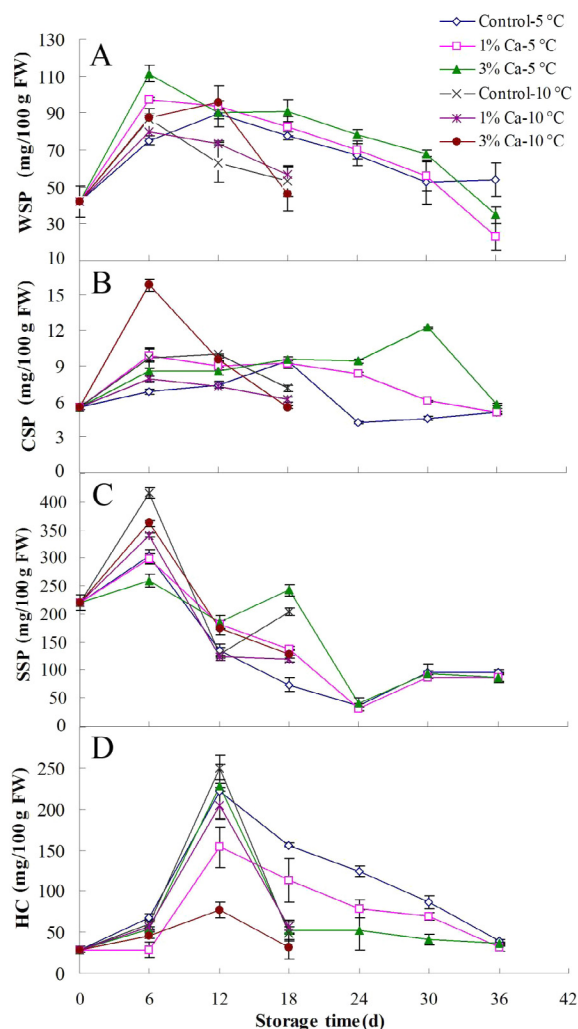 A
Control-5 °C
1% Ca-5 °C
3% Ca-5 °C
Control-10 °C
1% Ca-10 °C
3% Ca-10 °C
WSP (mg/100 g FW)
130
110
90
70
50
30
10
B
CSP (mg/100 g FW)
15
12
9
6
3
0
C
SSP (mg/100 g FW)
400
350
300
250
200
150
100
50
0
D
HC (mg/100 g FW)
250
200
150
100
50
0
0 6 12 18 24 30 36 42
Storage time(d)